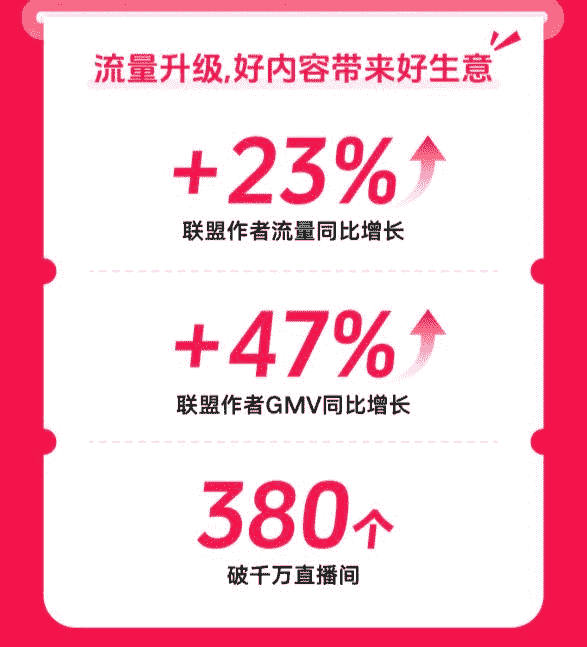 流量升级,好内容带来好生意
+23%
联盟作者流量同比增长
+47%
联盟作者GMV同比增长
380个
破千万直播间